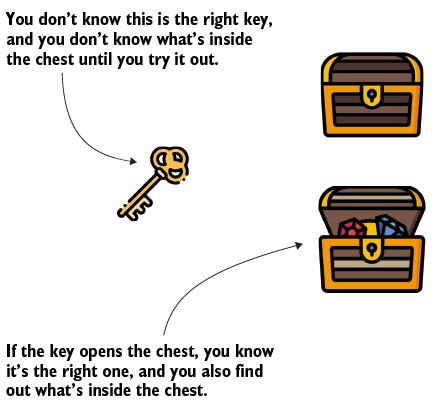 You don’t know this is the right key,
and you don’t know what’s inside
the chest until you try it out.
If the key opens the chest, you know
it’s the right one, and you also find
out what’s inside the chest.